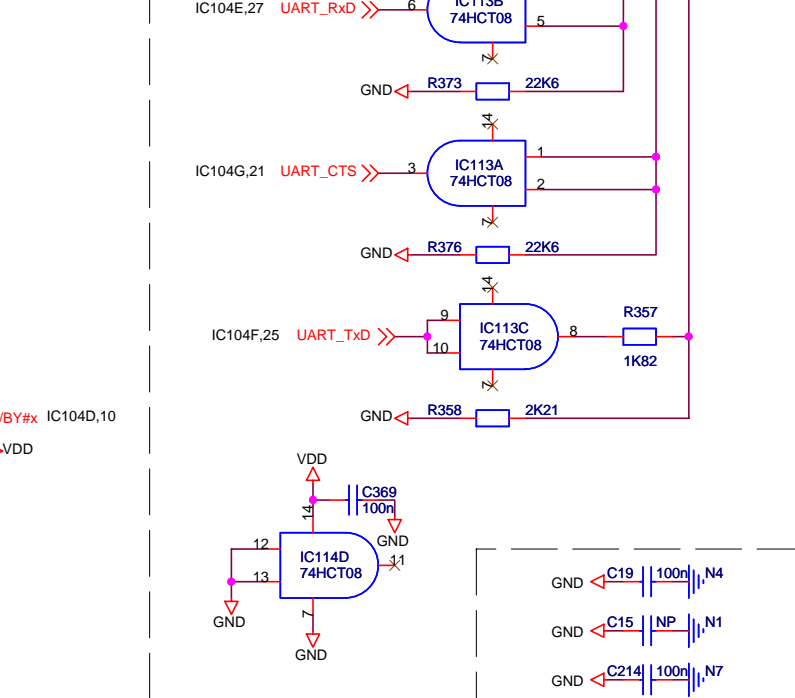 IC104E,27 UART_RxD 6 IC113B
74HCT08 5
7
GND R373 22K6
14
IC104G,21 UART_CTS 3 IC113A 1
74HCT08 2
7
GND R376 22K6
14
R357
9
IC104F,25 UART_TxD IC113C 8
10 74HCT08
1K82
7
/BY#x IC104D,10
GND R358 2K21
VDD
VDD
C369
14 100n
GND
12
IC114D 11
13 74HCT08
GND
7
GND
GND C19 100n N4
GND C15 NP N1
GND C214 100n N7